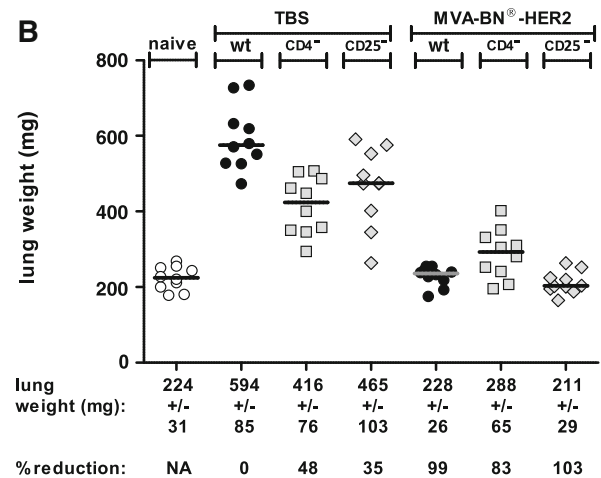 B
TBS MVA-BN®-HER2
naive wt CD4⁻ CD25⁻ wt CD4⁻ CD25⁻
lung weight (mg)
800
600
400
200
0
lung 224 594 416 465 228 288 211
weight (mg): +/- +/- +/- +/- +/- +/- +/-
31 85 76 103 26 65 29
%reduction: NA 0 48 35 99 83 103